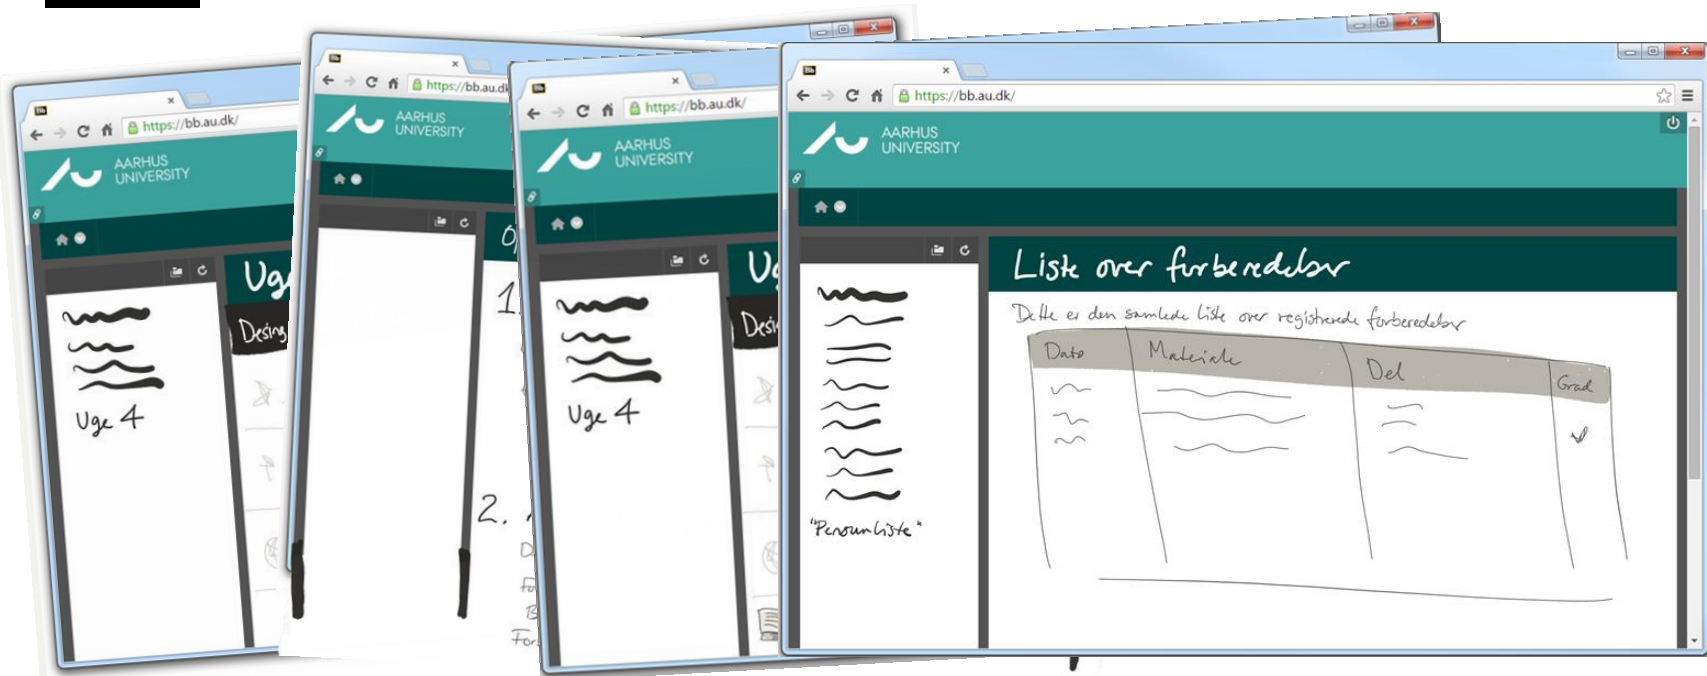 https://bb.au.dk/
AARHUS
UNIVERSITY
Uge
Desing
Uge 4
https://bb.au.dk
AARHUS
UNIVERSITY
1.
2.
https://bb.au.dk/
AARHUS
UNIVERSITY
Uge 4
Bb
https://bb.au.dk/
AARHUS
UNIVERSITY
Liste over forberedelser
Dette er den samlede liste over registrerede forberedelser
Dato Materiale Del Grad